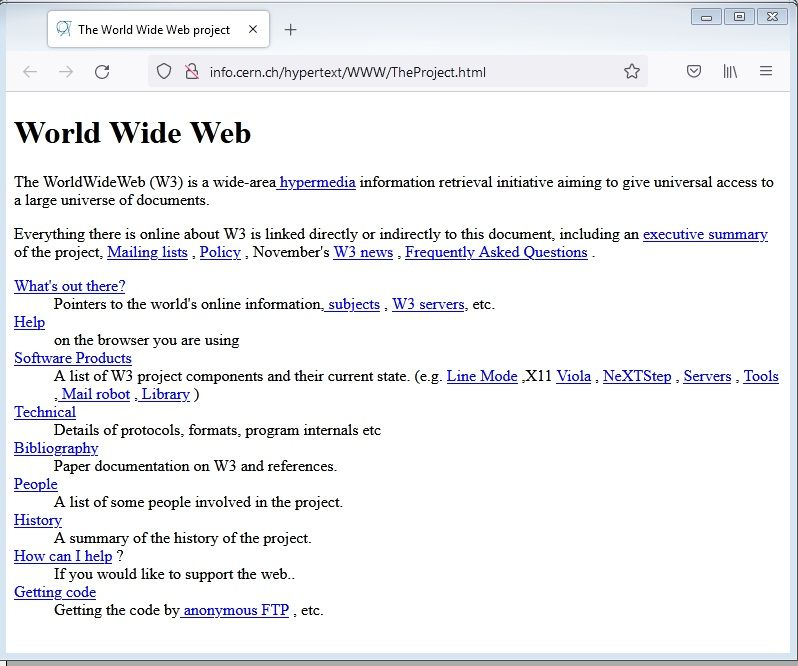 The World Wide Web project
info.cern.ch/hypertext/WWW/TheProject.html
World Wide Web
The WorldWideWeb (W3) is a wide-area hypermedia information retrieval initiative aiming to give universal access to
a large universe of documents.
Everything there is online about W3 is linked directly or indirectly to this document, including an executive summary
of the project, Mailing lists , Policy , November's W3 news , Frequently Asked Questions .
What's out there?
Pointers to the world's online information, subjects , W3 servers, etc.
Help
on the browser you are using
Software Products
A list of W3 project components and their current state. (e.g. Line Mode ,X11 Viola , NeXTStep , Servers , Tools
, Mail robot , Library )
Technical
Details of protocols, formats, program internals etc
Bibliography
Paper documentation on W3 and references.
People
A list of some people involved in the project.
History
A summary of the history of the project.
How can I help ?
If you would like to support the web..
Getting code
Getting the code by anonymous FTP , etc.